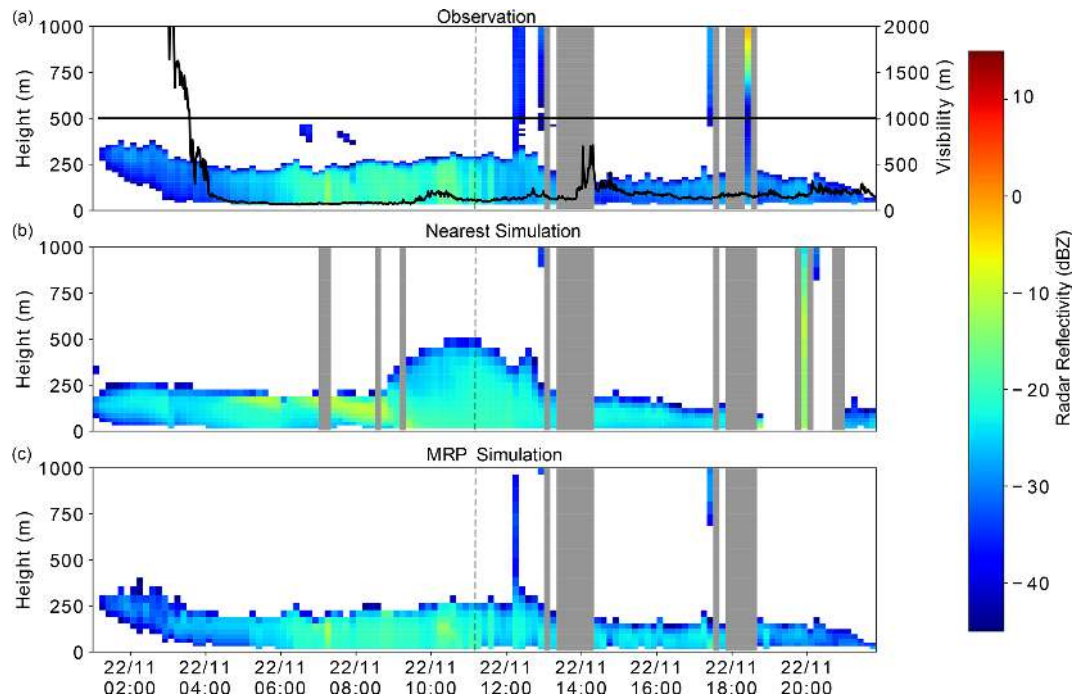 (a) Observation
1000
750
500
250
0
Height (m)
2000
1500
1000
500
0
Visibility (m)
(b) Nearest Simulation
1000
750
500
250
0
Height (m)
(c) MRP Simulation
1000
750
500
250
0
Height (m)
22/11 22/11 22/11 22/11 22/11 22/11 22/11 22/11 22/11 22/11
02:00 04:00 06:00 08:00 10:00 12:00 14:00 16:00 18:00 20:00
10
0
−10
−20
−30
−40
Radar Reflectivity (dBZ)